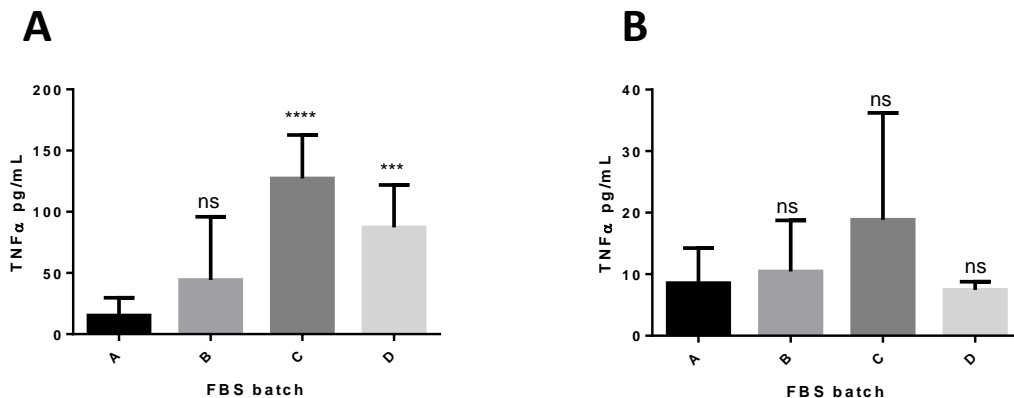 A
200
150
100
50
0
TNFα pg/mL
ns
****
***
A
B
C
D
FBS batch
B
40
30
20
10
0
TNFα pg/mL
ns
ns
ns
A
B
C
D
FBS batch